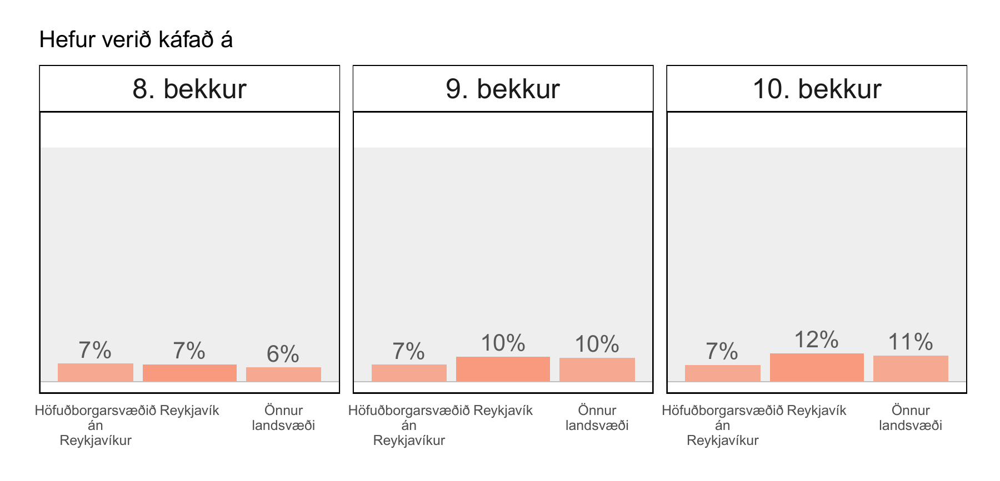 Hefur verið káfað á
8. bekkur
9. bekkur
10. bekkur
7%
7%
6%
7%
10%
10%
7%
12%
11%
Höfuðborgarsvæðið
án
Reykjavíkur
Reykjavík
Önnur
landsvæði
Höfuðborgarsvæðið
án
Reykjavíkur
Reykjavík
Önnur
landsvæði
Höfuðborgarsvæðið
án
Reykjavíkur
Reykjavík
Önnur
landsvæði